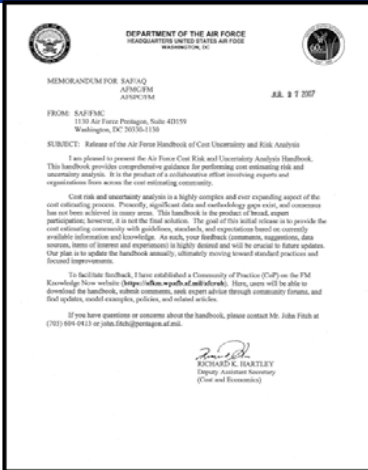 DEPARTMENT OF THE AIR FORCE
HEADQUARTERS UNITED STATES AIR FORCE
WASHINGTON, DC
MEMORANDUM FOR SAF/AQ
AFMC/FM
AFSPC/FM
2007
FROM: SAF/FMC
1130 Air Force Pentagon, Suite 4D159
Washington, DC 20330-1130
SUBJECT: Release of the Air Force Handbook of Cost Uncertainty and Risk Analysis
I am pleased to present the Air Force Cost Risk and Uncertainty Analysis Handbook.
This handbook provides comprehensive guidance for performing cost estimating risk and
uncertainty analysis. It is the product of a collaborative effort involving experts and
organizations from across the cost estimating community.
Cost risk and uncertainty analysis is a highly complex and ever expanding aspect of the
cost estimating process. Presently, significant data and methodology gaps exist, and consensus
has not been achieved in many areas. This handbook is the product of broad, expert
participation; however, it is not the final solution. The goal of this initial release is to provide the
cost estimating community with guidelines, standards, and expectations based on currently
available information and knowledge. As such, your feedback (comments, suggestions, data
sources, items of interest and experiences) is highly desired and will be crucial to future updates.
Our plan is to update the handbook annually, ultimately moving toward standard practices and
focused improvements.
To facilitate feedback, I have established a Community of Practice (CoP) on the FM
Knowledge Now website Here, users will be able to
download the handbook, submit comments, seek expert advice through community forums, and
find updates, model examples, policies, and related articles.
If you have questions or concerns about the handbook, please contact Mr. John Fitch at
(703) 604-0413 or john.fitch@pentagon.af.mil.
RICHARD K. HARTLEY
Deputy Assistant Secretary
(Cost and Economics)